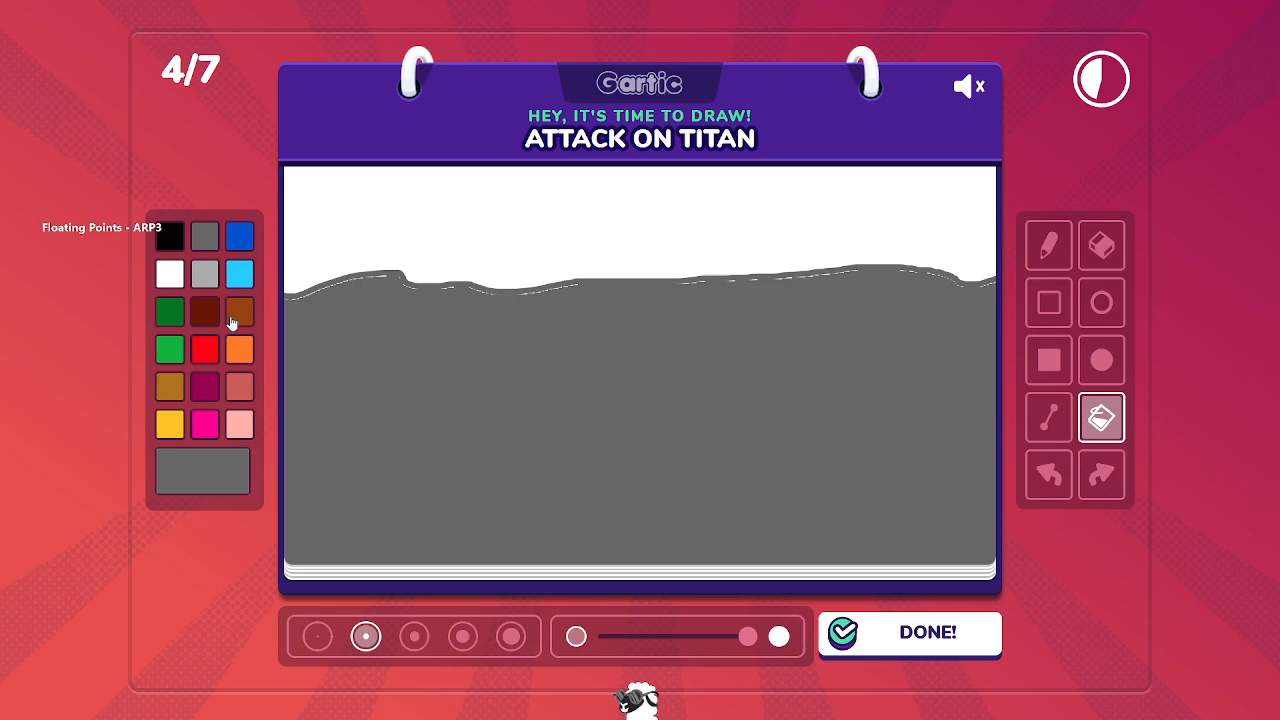 4/7
Gartic
HEY, IT'S TIME TO DRAW!
ATTACK ON TITAN
Floating Points - ARP3
DONE!